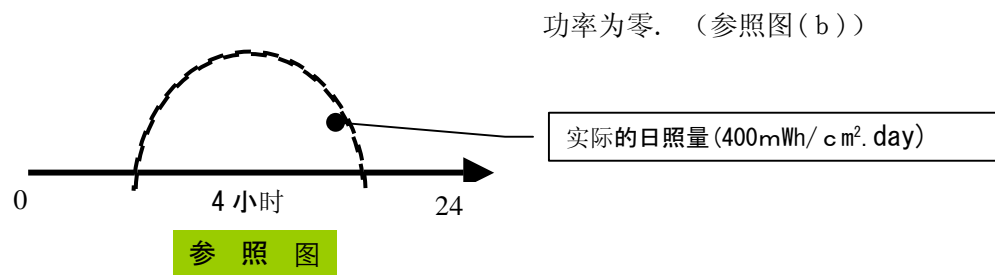 功率为零. （参照图(b)）
实际的日照量(400mWh/cm².day)
0 4小时 24
参 照 图